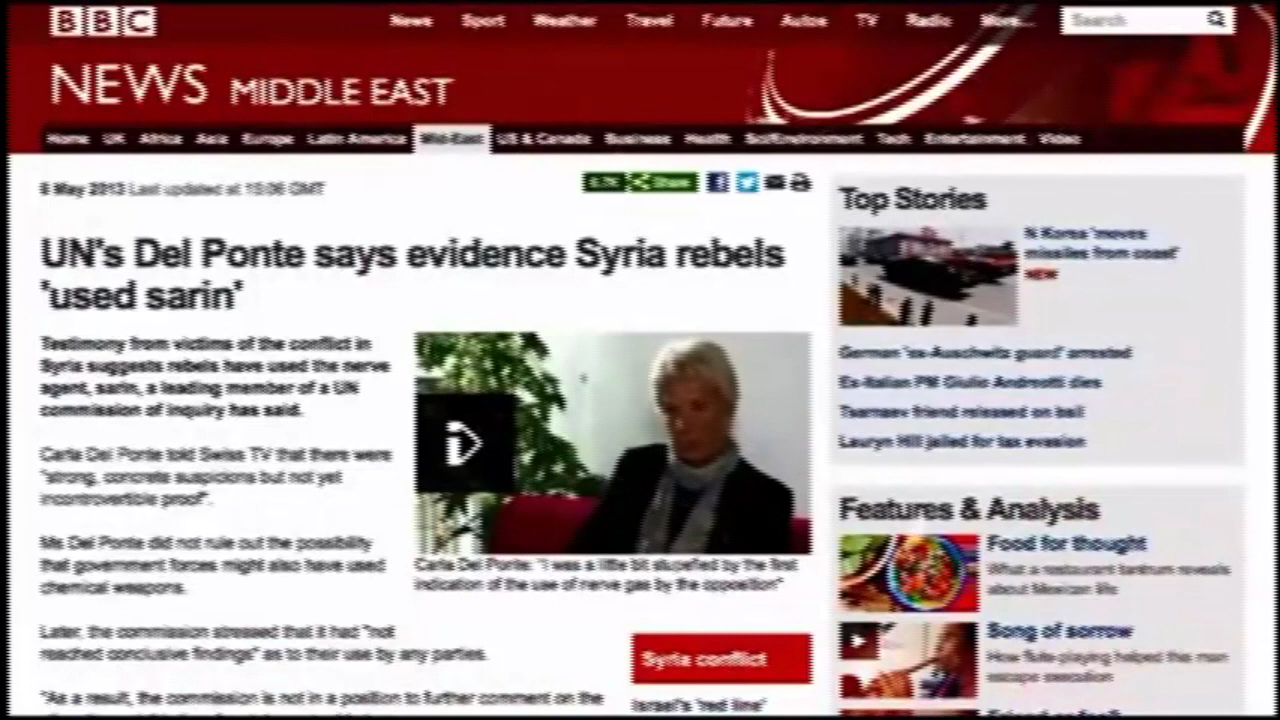 BBC
News Sport Weather Travel Future Autos TV Radio More... Search
NEWS MIDDLE EAST
Home UK Africa Asia Europe Latin America Mid-East US & Canada Business Health Sci/Environment Tech Entertainment Video
6 May 2013 Last updated at 15:06 GMT
Share
UN's Del Ponte says evidence Syria rebels
'used sarin'
Testimony from victims of the conflict in
Syria suggests rebels have used the nerve
agent, sarin, a leading member of a UN
commission of inquiry has said.
Carla Del Ponte told Swiss TV that there were
"strong, concrete suspicions but not yet
incontrovertible proof".
Ms Del Ponte did not rule out the possibility
that government forces might also have used
chemical weapons.
Later, the commission stressed that it had "not
reached conclusive findings" as to their use by any parties.
"As a result, the commission is not in a position to further comment on the
Carla Del Ponte: "I was a little bit stupefied by the first
indication of the use of nerve gas by the opposition"
Syria conflict
Israel's 'red line'
Top Stories
N Korea 'moves
missiles from coast'
NEW
German 'ex-Auschwitz guard' arrested
Ex-Italian PM Giulio Andreotti dies
Tsarnaev friend released on bail
Lauryn Hill jailed for tax evasion
Features & Analysis
Food for thought
What a restaurant tantrum reveals
about Mexican life
Song of sorrow
How flute playing helped this man
escape execution